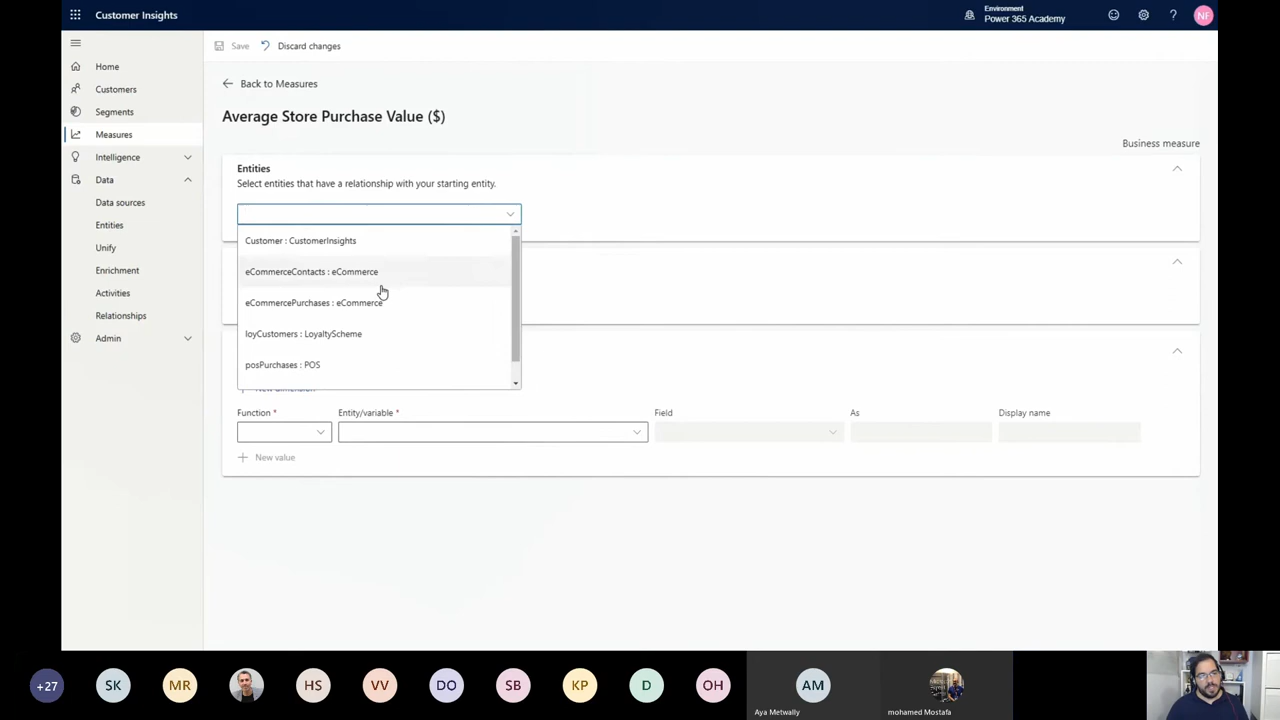 Customer Insights
Environment
Power 365 Academy
NF
Save
Discard changes
Home
Customers
Segments
Measures
Intelligence
Data
Data sources
Entities
Unify
Enrichment
Activities
Relationships
Admin
Back to Measures
Average Store Purchase Value ($)
Business measure
Entities
Select entities that have a relationship with your starting entity.
Customer : CustomerInsights
eCommerceContacts : eCommerce
eCommercePurchases : eCommerce
loyCustomers : LoyaltyScheme
posPurchases : POS
Function *
Entity/variable *
Field
As
Display name
New value
+27
SK
MR
HS
VV
DO
SB
KP
D
OH
AM
Aya Metwally
mohamed Mostafa